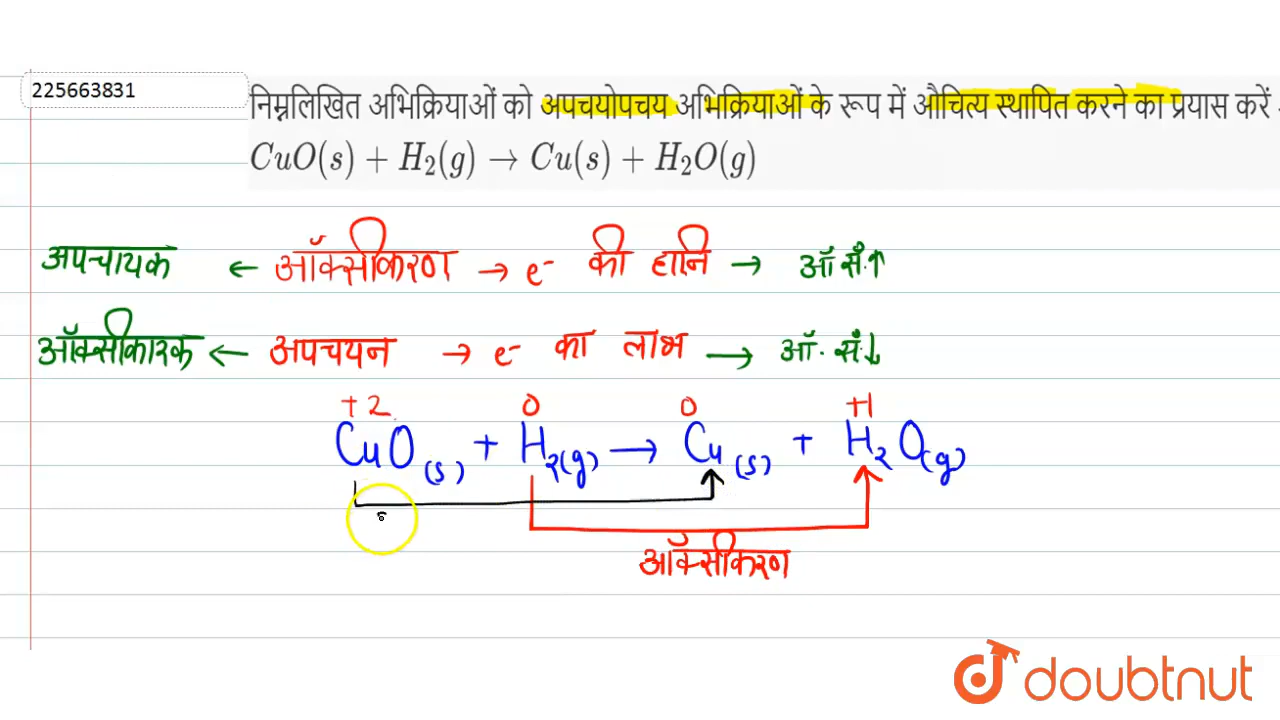 225663831
निम्नलिखित अभिक्रियाओं को अपचयोपचय अभिक्रियाओं के रूप में औचित्य स्थापित करने का प्रयास करें
CuO(s) + H₂(g) → Cu(s) + H₂O(g)
अपचायक ← ऑक्सीकरण → e⁻ की हानि → ऑ सं.↑
ऑक्सीकारक ← अपचयन → e⁻ का लाभ → ऑ. सं.↓
+2 0 0 +1
CuO(s) + H₂(g) → Cu(s) + H₂O(g)
ऑक्सीकरण
doubtnut